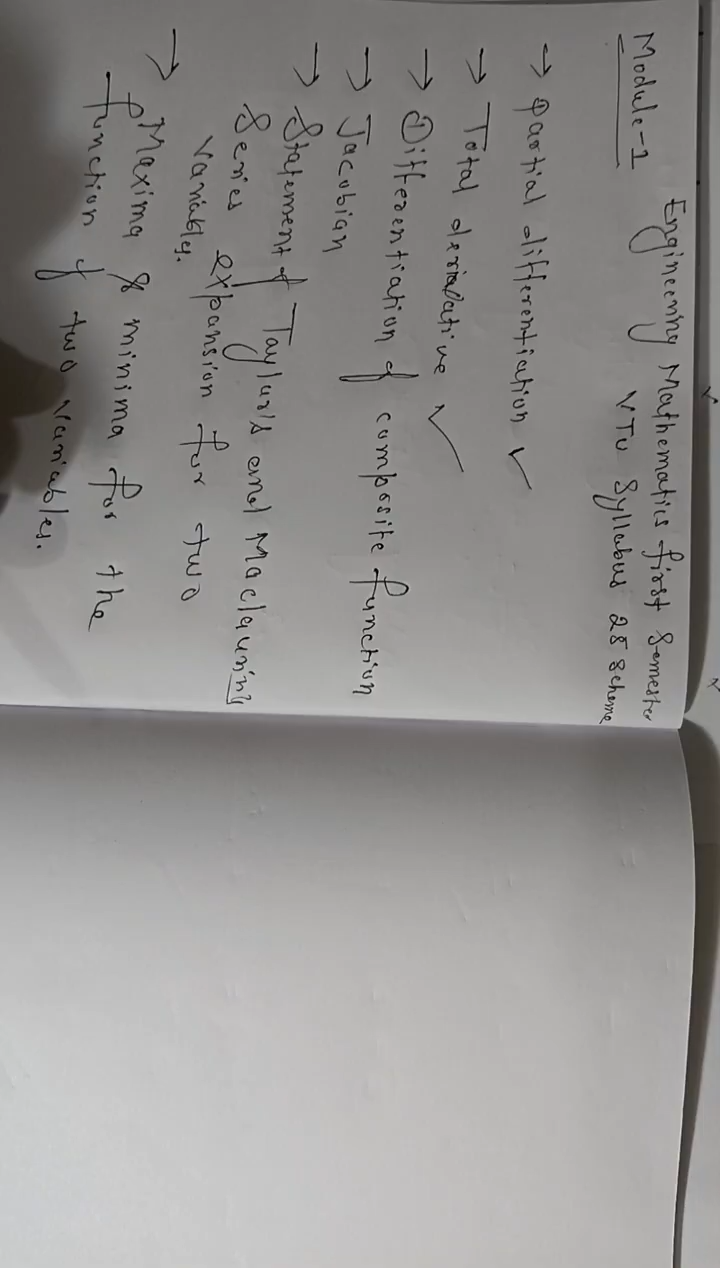 Engineering Mathematics first Semester
Module-1 VTU Syllabus 25 Scheme
→ Partial differentiation ✓
→ Total derivative ✓
→ Differentiation of composite function
→ Jacobian
→ Statement of Taylor's and Maclaurin's
Series expansion for two
variables.
→ Maxima & minima for the
function of two variables.